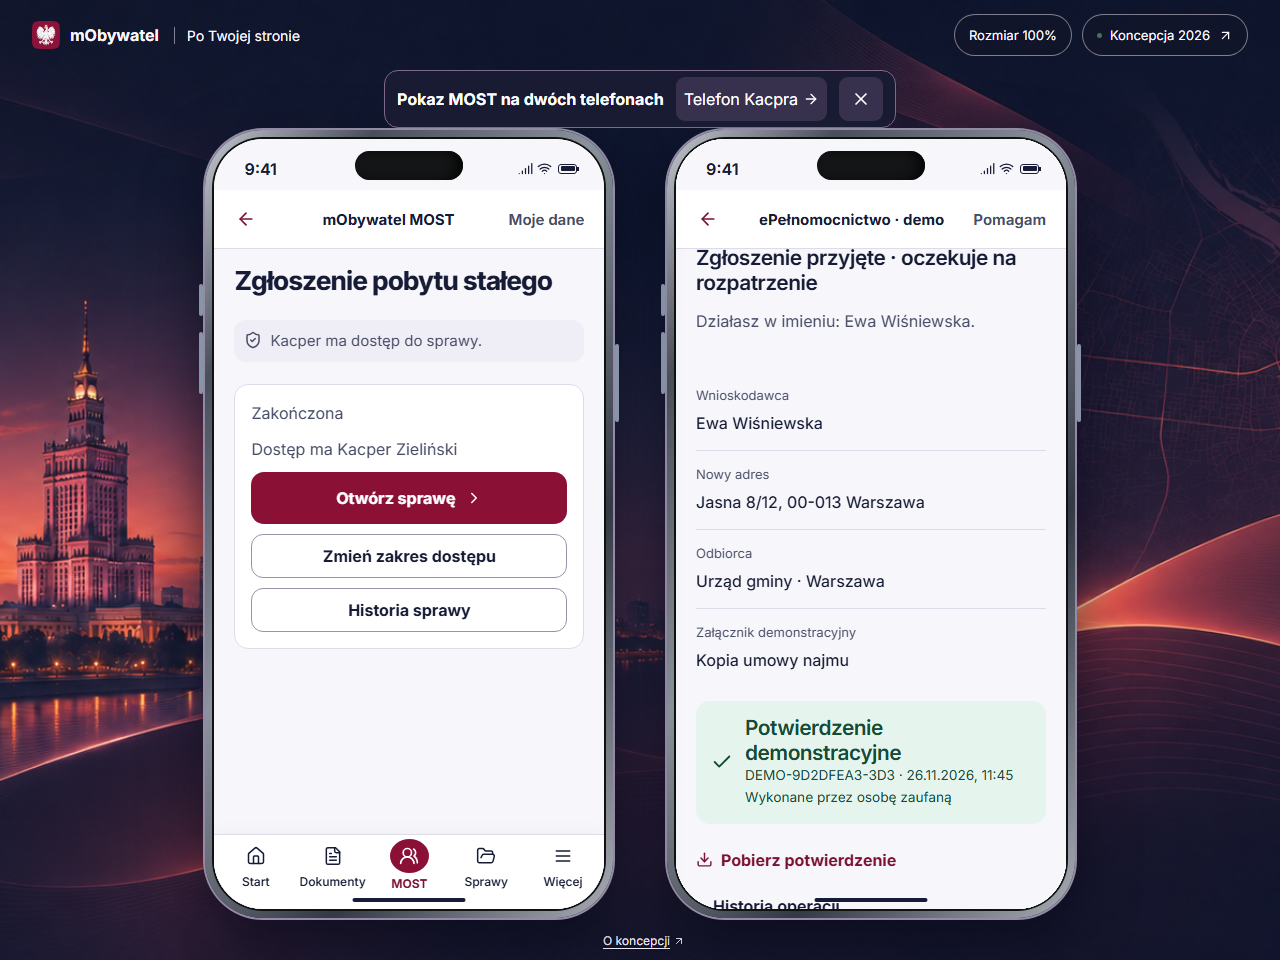 mObywatel
Po Twojej stronie
Rozmiar 100%
Koncepcja 2026
Pokaz MOST na dwóch telefonach
Telefon Kacpra
9:41
mObywatel MOST
Moje dane
Zgłoszenie pobytu stałego
Kacper ma dostęp do sprawy.
Zakończona
Dostęp ma Kacper Zieliński
Otwórz sprawę
Zmień zakres dostępu
Historia sprawy
Start
Dokumenty
MOST
Sprawy
Więcej
9:41
ePełnomocnictwo · demo
Pomagam
Zgłoszenie przyjęte · oczekuje na
rozpatrzenie
Działasz w imieniu: Ewa Wiśniewska.
Wnioskodawca
Ewa Wiśniewska
Nowy adres
Jasna 8/12, 00-013 Warszawa
Odbiorca
Urząd gminy · Warszawa
Załącznik demonstracyjny
Kopia umowy najmu
Potwierdzenie
demonstracyjne
DEMO-9D2DFEA3-3D3 · 26.11.2026, 11:45
Wykonane przez osobę zaufaną
Pobierz potwierdzenie
Historia operacji
O koncepcji